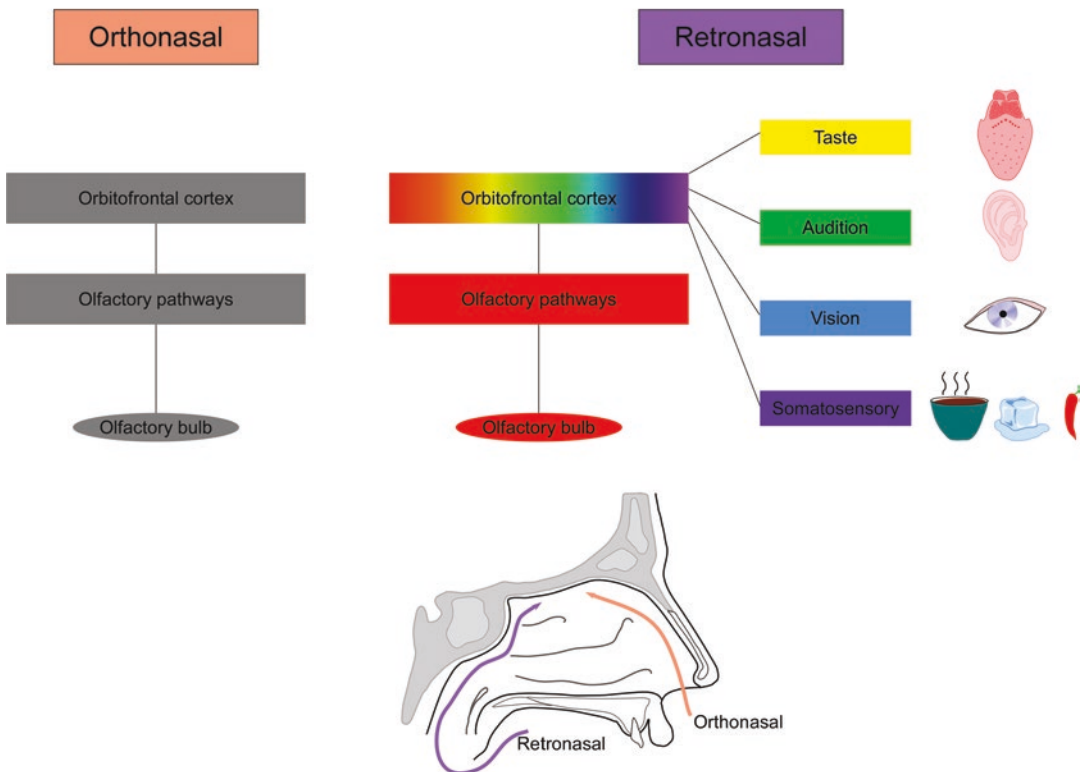 Orthonasal
Retronasal
Taste
Orbitofrontal cortex
Orbitofrontal cortex
Audition
Olfactory pathways
Olfactory pathways
Vision
Somatosensory
Olfactory bulb
Olfactory bulb
Orthonasal
Retronasal